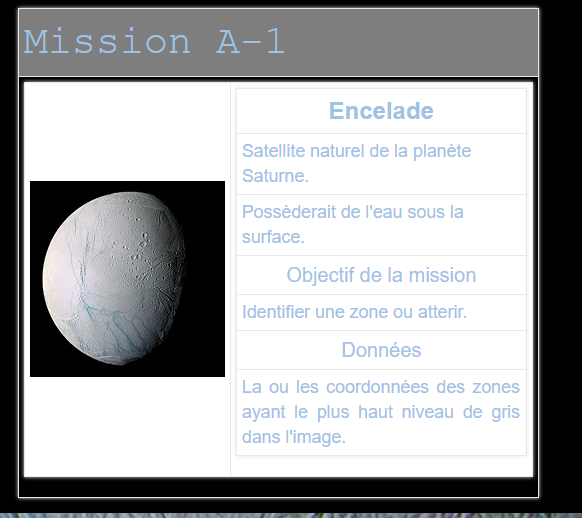 Mission A-1
Encelade
Satellite naturel de la planète
Saturne.
Possèderait de l'eau sous la
surface.
Objectif de la mission
Identifier une zone ou atterir.
Données
La ou les coordonnées des zones
ayant le plus haut niveau de gris
dans l'image.